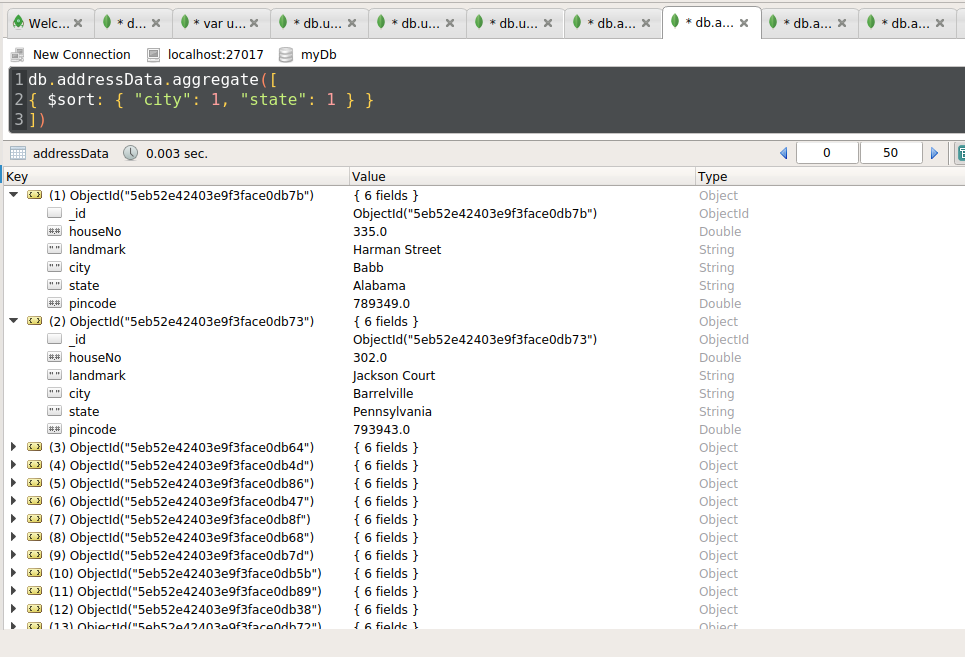 Welc... * d... * var u... * db.u... * db.u... * db.u... * db.a... * db.a... * db.a... * db.a...
New Connection localhost:27017 myDb
1 db.addressData.aggregate([
2 { $sort: { "city": 1, "state": 1 } }
3 ])
addressData 0.003 sec. 0 50
Key Value Type
(1) ObjectId("5eb52e42403e9f3face0db7b") { 6 fields } Object
_id ObjectId("5eb52e42403e9f3face0db7b") ObjectId
houseNo 335.0 Double
landmark Harman Street String
city Babb String
state Alabama String
pincode 789349.0 Double
(2) ObjectId("5eb52e42403e9f3face0db73") { 6 fields } Object
_id ObjectId("5eb52e42403e9f3face0db73") ObjectId
houseNo 302.0 Double
landmark Jackson Court String
city Barrelville String
state Pennsylvania String
pincode 793943.0 Double
(3) ObjectId("5eb52e42403e9f3face0db64") { 6 fields } Object
(4) ObjectId("5eb52e42403e9f3face0db4d") { 6 fields } Object
(5) ObjectId("5eb52e42403e9f3face0db86") { 6 fields } Object
(6) ObjectId("5eb52e42403e9f3face0db47") { 6 fields } Object
(7) ObjectId("5eb52e42403e9f3face0db8f") { 6 fields } Object
(8) ObjectId("5eb52e42403e9f3face0db68") { 6 fields } Object
(9) ObjectId("5eb52e42403e9f3face0db7d") { 6 fields } Object
(10) ObjectId("5eb52e42403e9f3face0db5b") { 6 fields } Object
(11) ObjectId("5eb52e42403e9f3face0db89") { 6 fields } Object
(12) ObjectId("5eb52e42403e9f3face0db38") { 6 fields } Object
(13) ObjectId("5eb52e42403e9f3face0db72") { 6 fields } Object